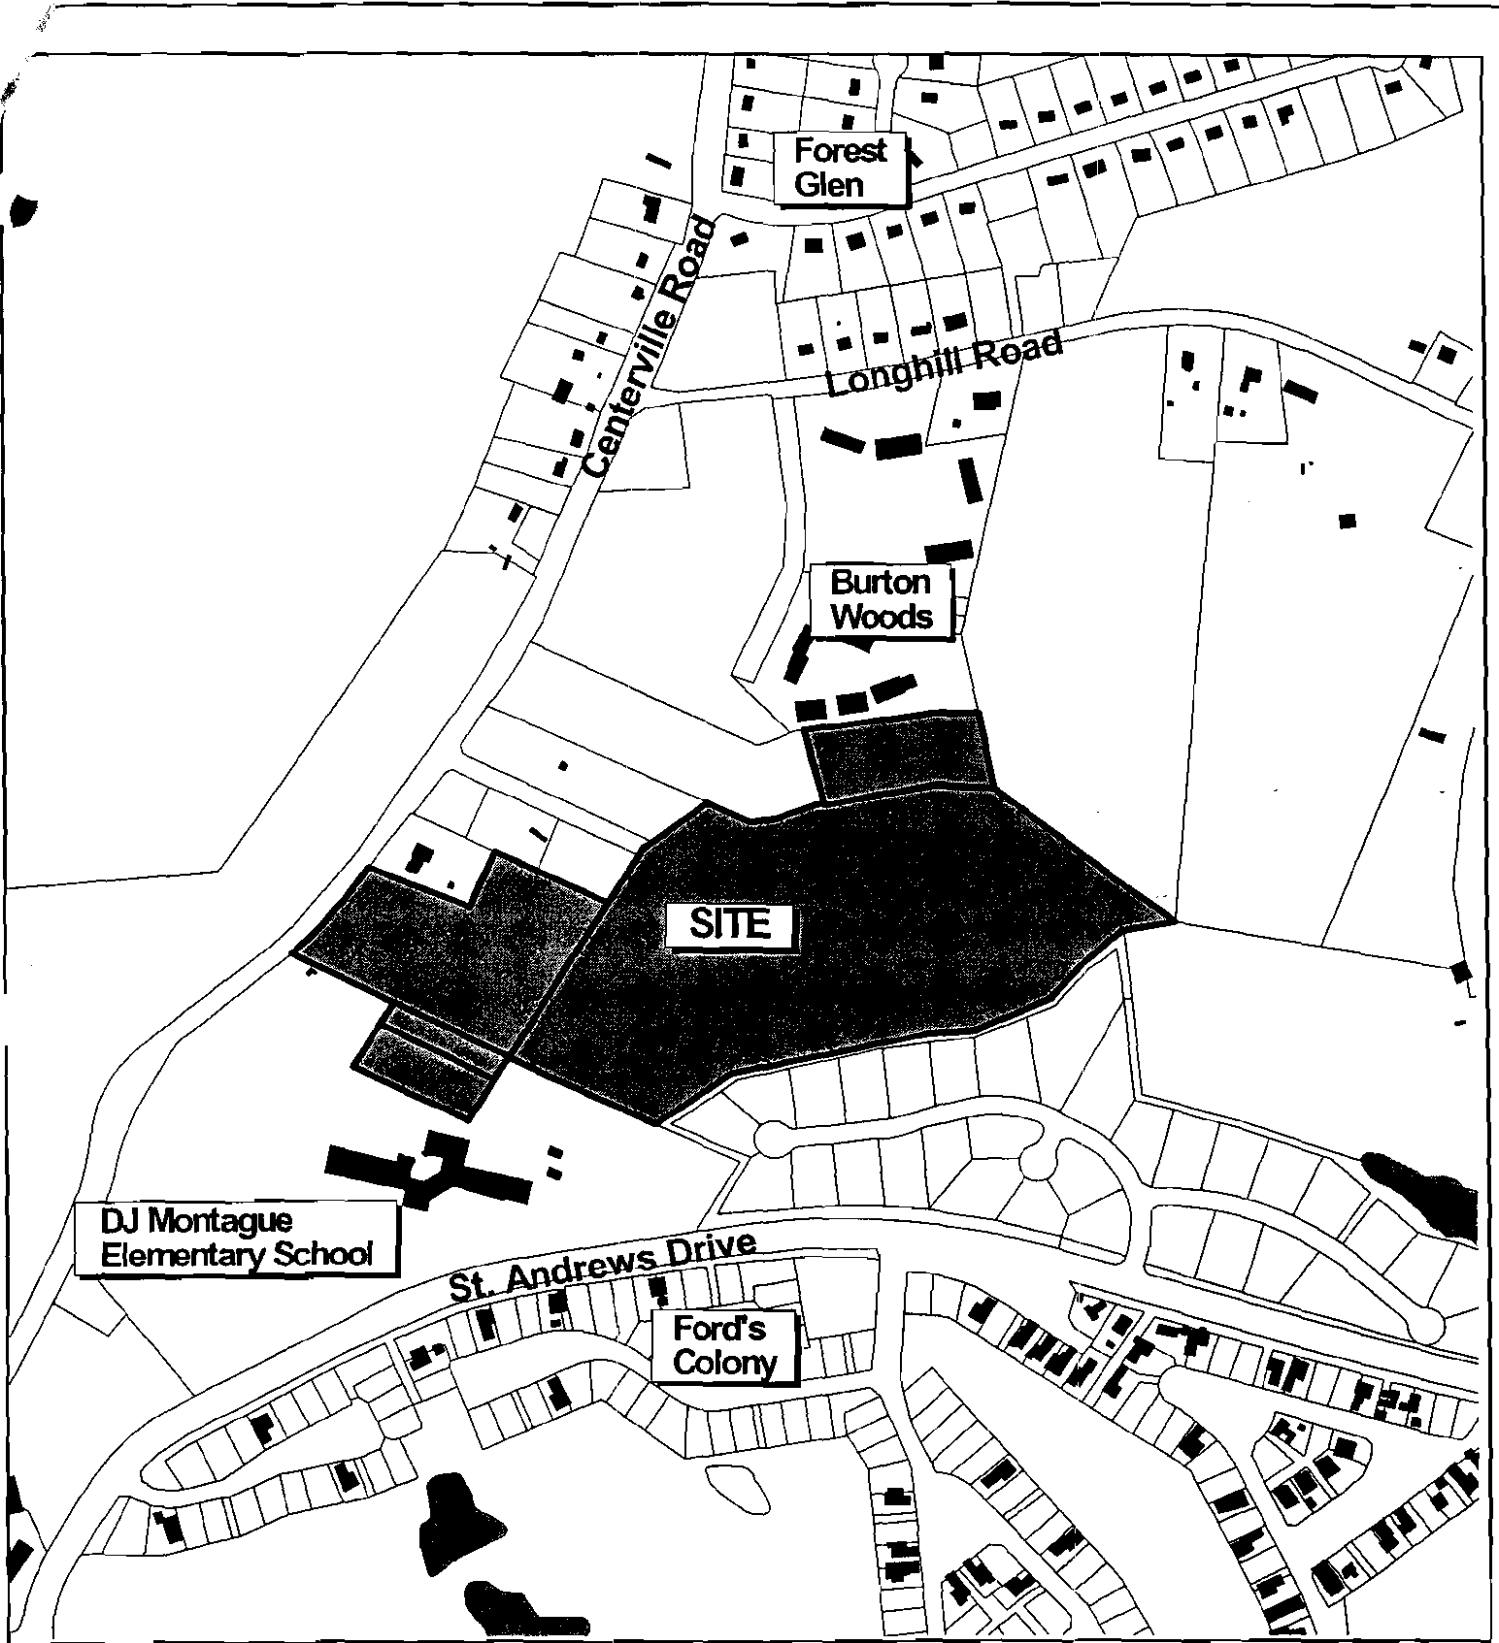 Forest
Glen
Centerville Road
Longhill Road
Burton
Woods
SITE
DJ Montague
Elementary School
St. Andrews Drive
Ford's
Colony